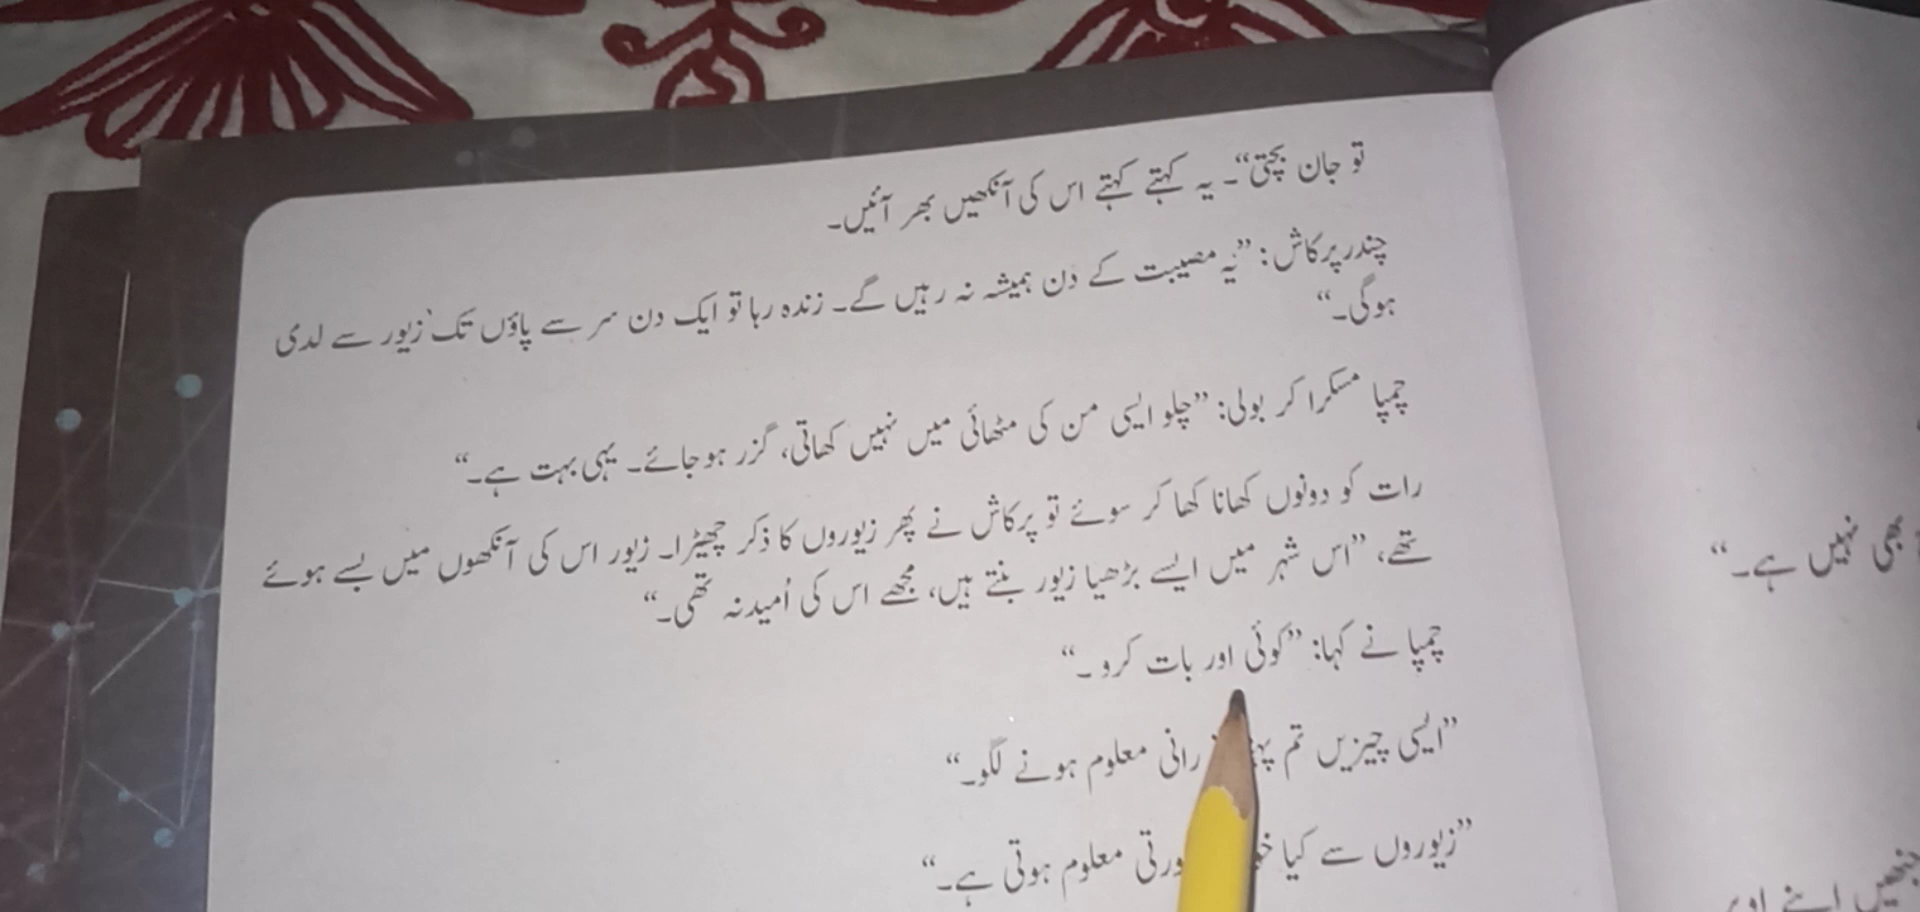 تو جان بچتی“۔ یہ کہتے کہتے اس کی آنکھیں بھر آئیں۔
چندر پرکاش: ”یہ مصیبت کے دن ہمیشہ نہ رہیں گے۔ زندہ رہا تو ایک دن سر سے پاؤں تک زیور سے لدی
ہوگی۔“
چمپا مسکرا کر بولی: ”چلو ایسی من کی مٹھائی میں نہیں کھاتی، گزر ہو جائے۔ یہی بہت ہے۔“
رات کو دونوں کھانا کھا کر سوئے تو پرکاش نے پھر زیوروں کا ذکر چھیڑا۔ زیور اس کی آنکھوں میں بسے ہوئے
تھے، ”اس شہر میں ایسے بڑھیا زیور بنتے ہیں، مجھے اس کی اُمید نہ تھی۔“
چمپا نے کہا: ”کوئی اور بات کرو۔“
”ایسی چیزیں تم رانی معلوم ہونے لگو۔“
”زیوروں سے کیا معلوم ہوتی ہے۔“
بھی نہیں ہے۔“
اپنے اوپر